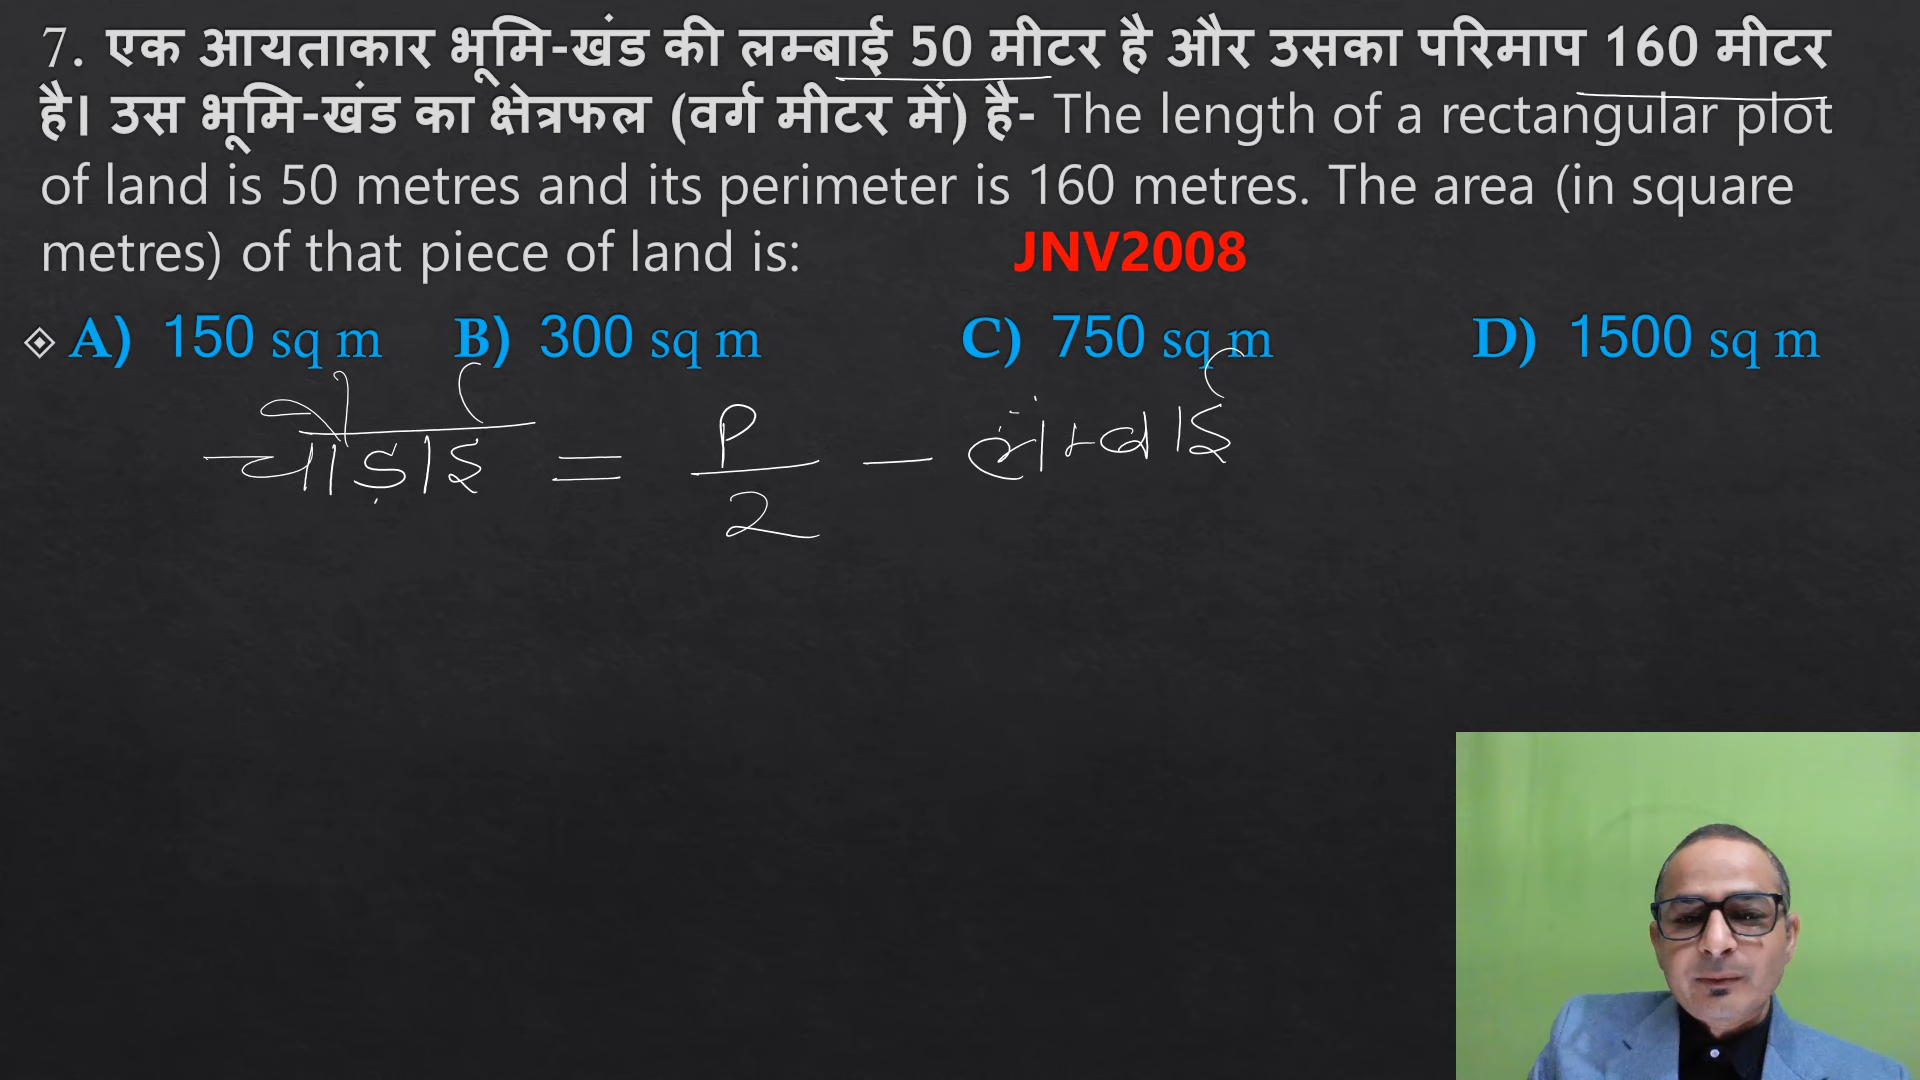 7. एक आयताकार भूमि-खंड की लम्बाई 50 मीटर है और उसका परिमाप 160 मीटर
है। उस भूमि-खंड का क्षेत्रफल (वर्ग मीटर में) है- The length of a rectangular plot
of land is 50 metres and its perimeter is 160 metres. The area (in square
metres) of that piece of land is: JNV2008
A) 150 sq m B) 300 sq m C) 750 sq m D) 1500 sq m
चौड़ाई = P/2 - लम्बाई